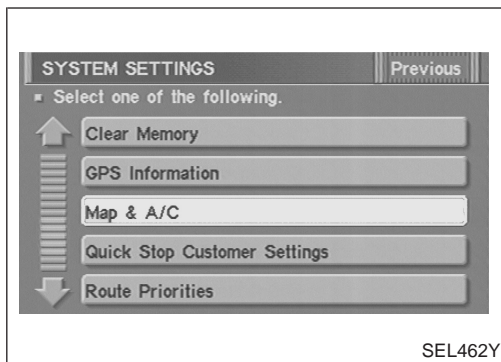 SYSTEM SETTINGS Previous
Select one of the following.
Clear Memory
GPS Information
Map & A/C
Quick Stop Customer Settings
Route Priorities
SEL462Y